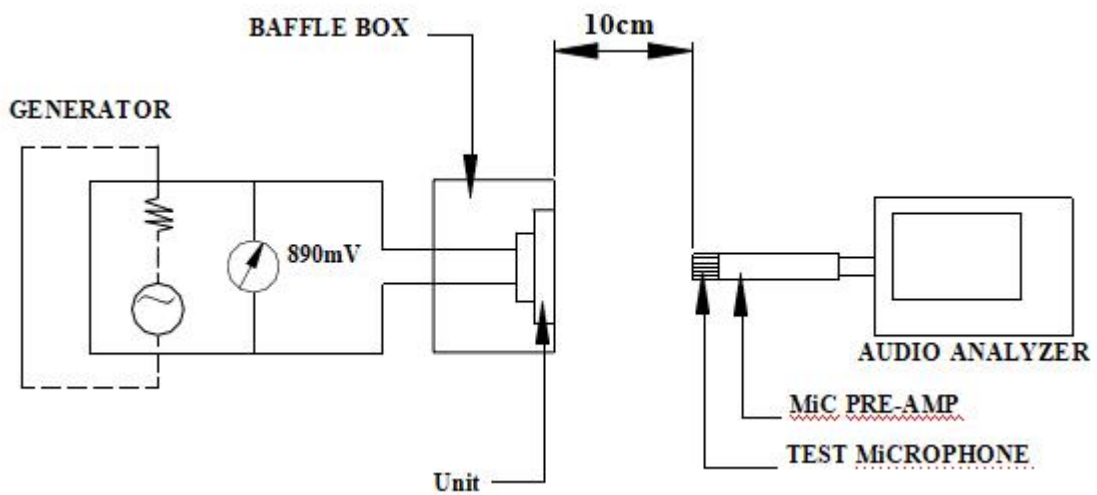 BAFFLE BOX
10cm
GENERATOR
890mV
AUDIO ANALYZER
MiC PRE-AMP
TEST MiCROPHONE
Unit